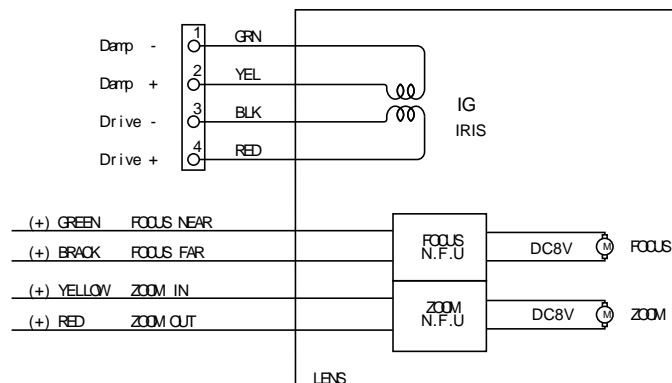 Damp - 1 GRN
Damp + 2 YEL
Drive - 3 BLK
Drive + 4 RED
IG
IRIS
(+) GREEN FOCUS NEAR
(+) BRACK FOCUS FAR
(+) YELLOW ZOOM IN
(+) RED ZOOM OUT
FOCUS
N.F.U
DC8V M FOCUS
ZOOM
N.F.U
DC8V M ZOOM
LENS